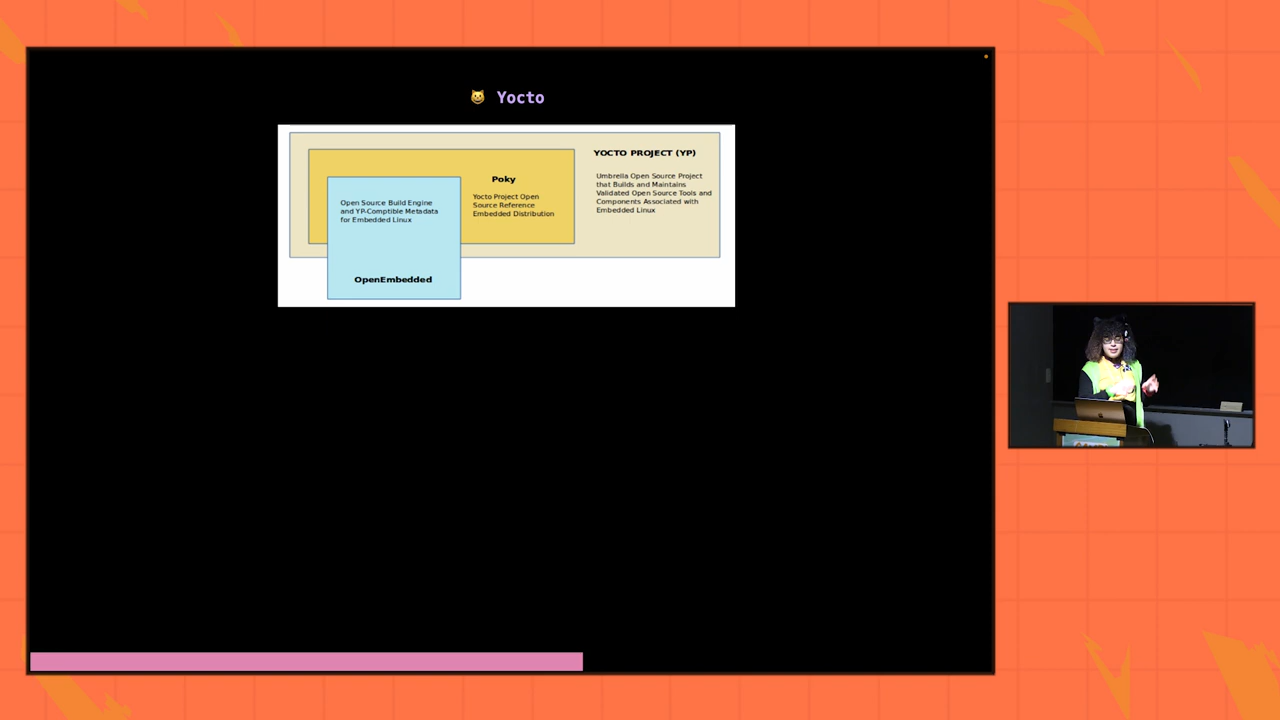 😺 Yocto
YOCTO PROJECT (YP)
Umbrella Open Source Project
that Builds and Maintains
Validated Open Source Tools and
Components Associated with
Embedded Linux
Poky
Yocto Project Open
Source Reference
Embedded Distribution
Open Source Build Engine
and YP-Comptible Metadata
for Embedded Linux
OpenEmbedded